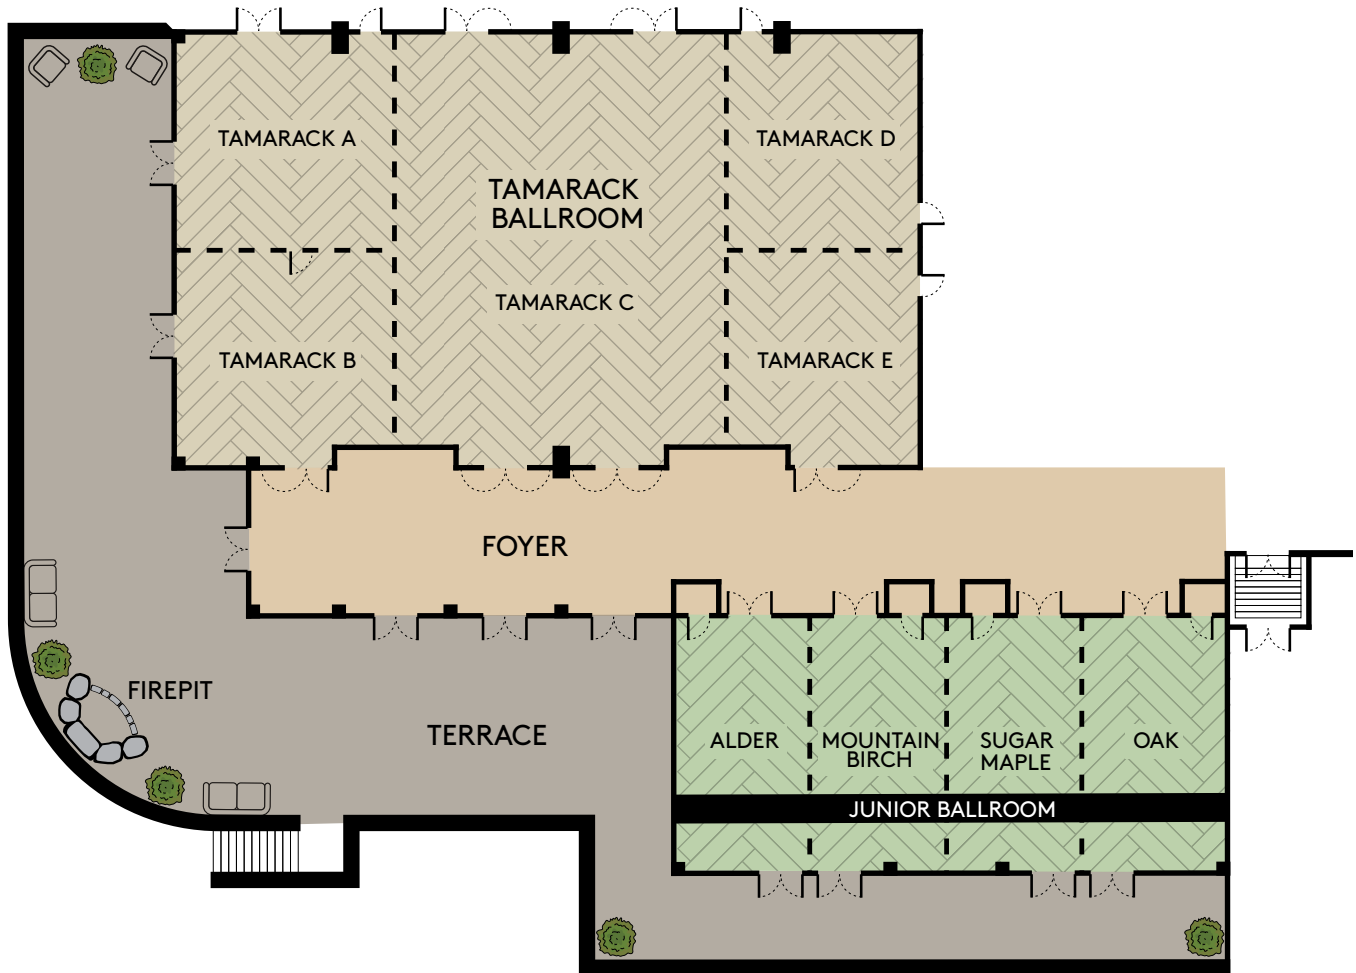 TAMARACK A
TAMARACK D
TAMARACK
BALLROOM
TAMARACK C
TAMARACK B
TAMARACK E
FOYER
FIREPIT
TERRACE
ALDER
MOUNTAIN
BIRCH
SUGAR
MAPLE
OAK
JUNIOR BALLROOM